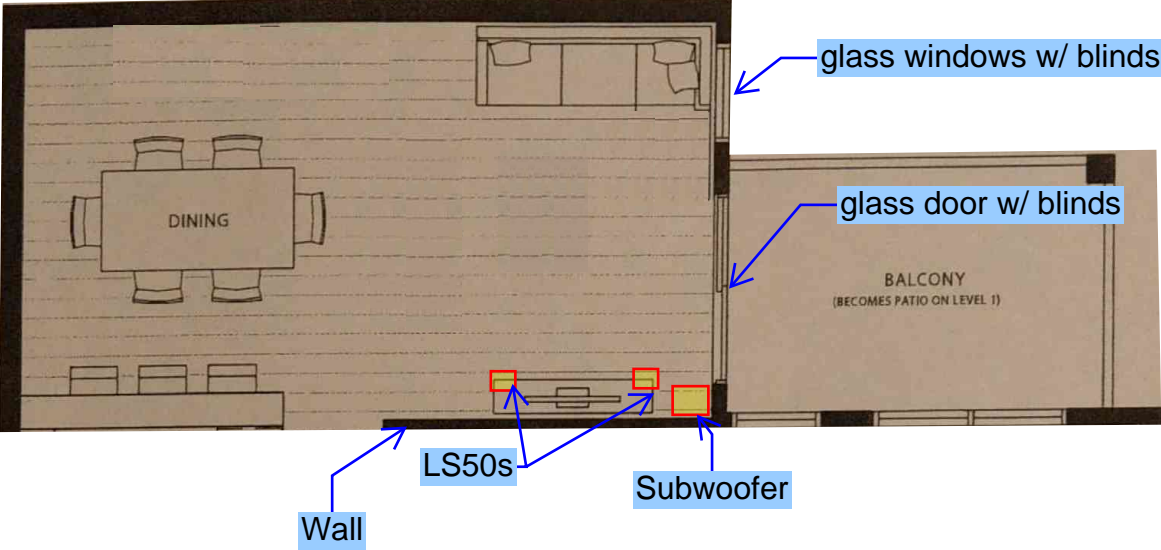 glass windows w/ blinds
glass door w/ blinds
DINING
BALCONY
(BECOMES PATIO ON LEVEL 1)
LS50s
Subwoofer
Wall